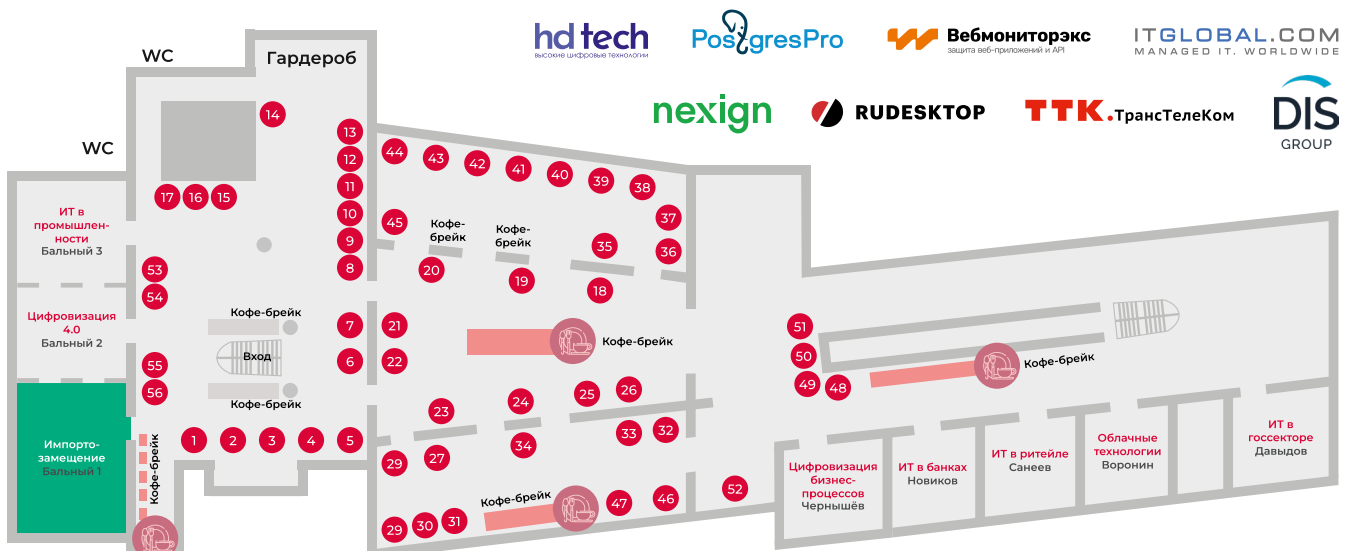 hd tech
высокие цифровые технологии
PostgresPro
Вебмониторэкс
защита веб-приложений и API
ITGLOBAL.COM
MANAGED IT. WORLDWIDE
nexign
RUDESKTOP
ТТК.ТрансТелеКом
DIS
GROUP
WC
Гардероб
WC
14
13
12
11
10
9
8
17
16
15
44
43
42
41
40
39
38
37
36
45
Кофе-
брейк
Кофе-
брейк
35
20
19
18
ИТ в
промышлен-
ности
Бальный 3
53
54
Цифровизация
4.0
Бальный 2
55
56
Импорто-
замещение
Бальный 1
Кофе-брейк
Вход
Кофе-брейк
7
6
21
22
Кофе-брейк
1
2
3
4
5
Кофе-брейк
23
24
25
26
29
27
34
33
32
29
30
31
Кофе-брейк
47
46
52
51
50
49
48
Кофе-брейк
Цифровизация
бизнес-
процессов
Чернышёв
ИТ в банках
Новиков
ИТ в ритейле
Санеев
Облачные
технологии
Воронин
ИТ в
госсекторе
Давыдов